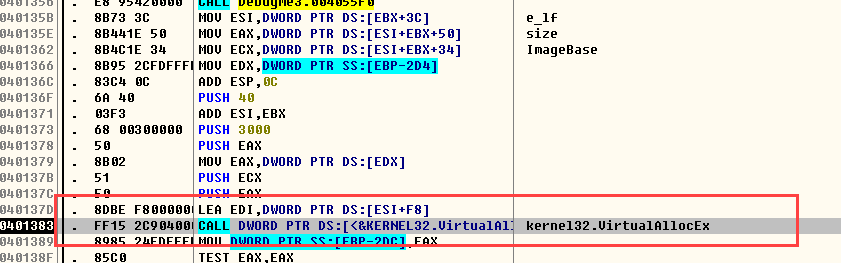 0401356 . E8 95420000 CALL DebugMe3.004055F0
040135B . 8B73 3C MOV ESI,DWORD PTR DS:[EBX+3C] e_lf
040135E . 8B441E 50 MOV EAX,DWORD PTR DS:[ESI+EBX+50] size
0401362 . 8B4C1E 34 MOV ECX,DWORD PTR DS:[ESI+EBX+34] ImageBase
0401366 . 8B95 2CFDFFFF MOV EDX,DWORD PTR SS:[EBP-2D4]
040136C . 83C4 0C ADD ESP,0C
040136F . 6A 40 PUSH 40
0401371 . 03F3 ADD ESI,EBX
0401373 . 68 00300000 PUSH 3000
0401378 . 50 PUSH EAX
0401379 . 8B02 MOV EAX,DWORD PTR DS:[EDX]
040137B . 51 PUSH ECX
040137C . 50 PUSH EAX
040137D . 8DBE F8000000 LEA EDI,DWORD PTR DS:[ESI+F8]
0401383 . FF15 2C904000 CALL DWORD PTR DS:[<&KERNEL32.VirtualAll kernel32.VirtualAllocEx
0401389 . 8985 24FDFFFF MOV DWORD PTR SS:[EBP-2DC],EAX
040138F . 85C0 TEST EAX,EAX